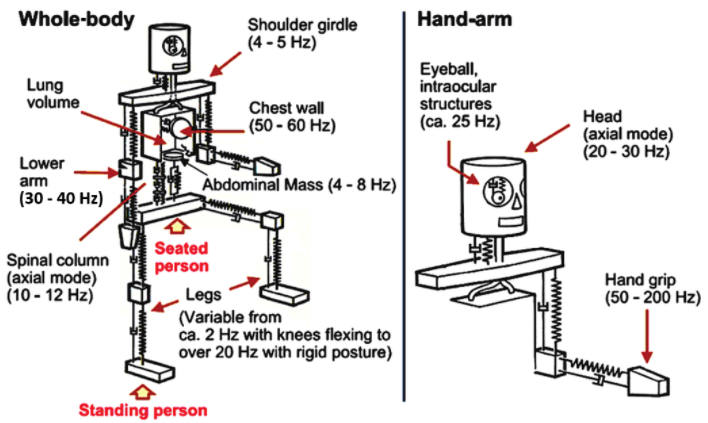 Whole-body
Shoulder girdle
(4 - 5 Hz)
Lung
volume
Chest wall
(50 - 60 Hz)
Lower
arm
(30 - 40 Hz)
Abdominal Mass (4 - 8 Hz)
Spinal column
(axial mode)
(10 - 12 Hz)
Seated
person
Legs
(Variable from
ca. 2 Hz with knees flexing to
over 20 Hz with rigid posture)
Standing person
Hand-arm
Eyeball,
intraocular
structures
(ca. 25 Hz)
Head
(axial mode)
(20 - 30 Hz)
Hand grip
(50 - 200 Hz)